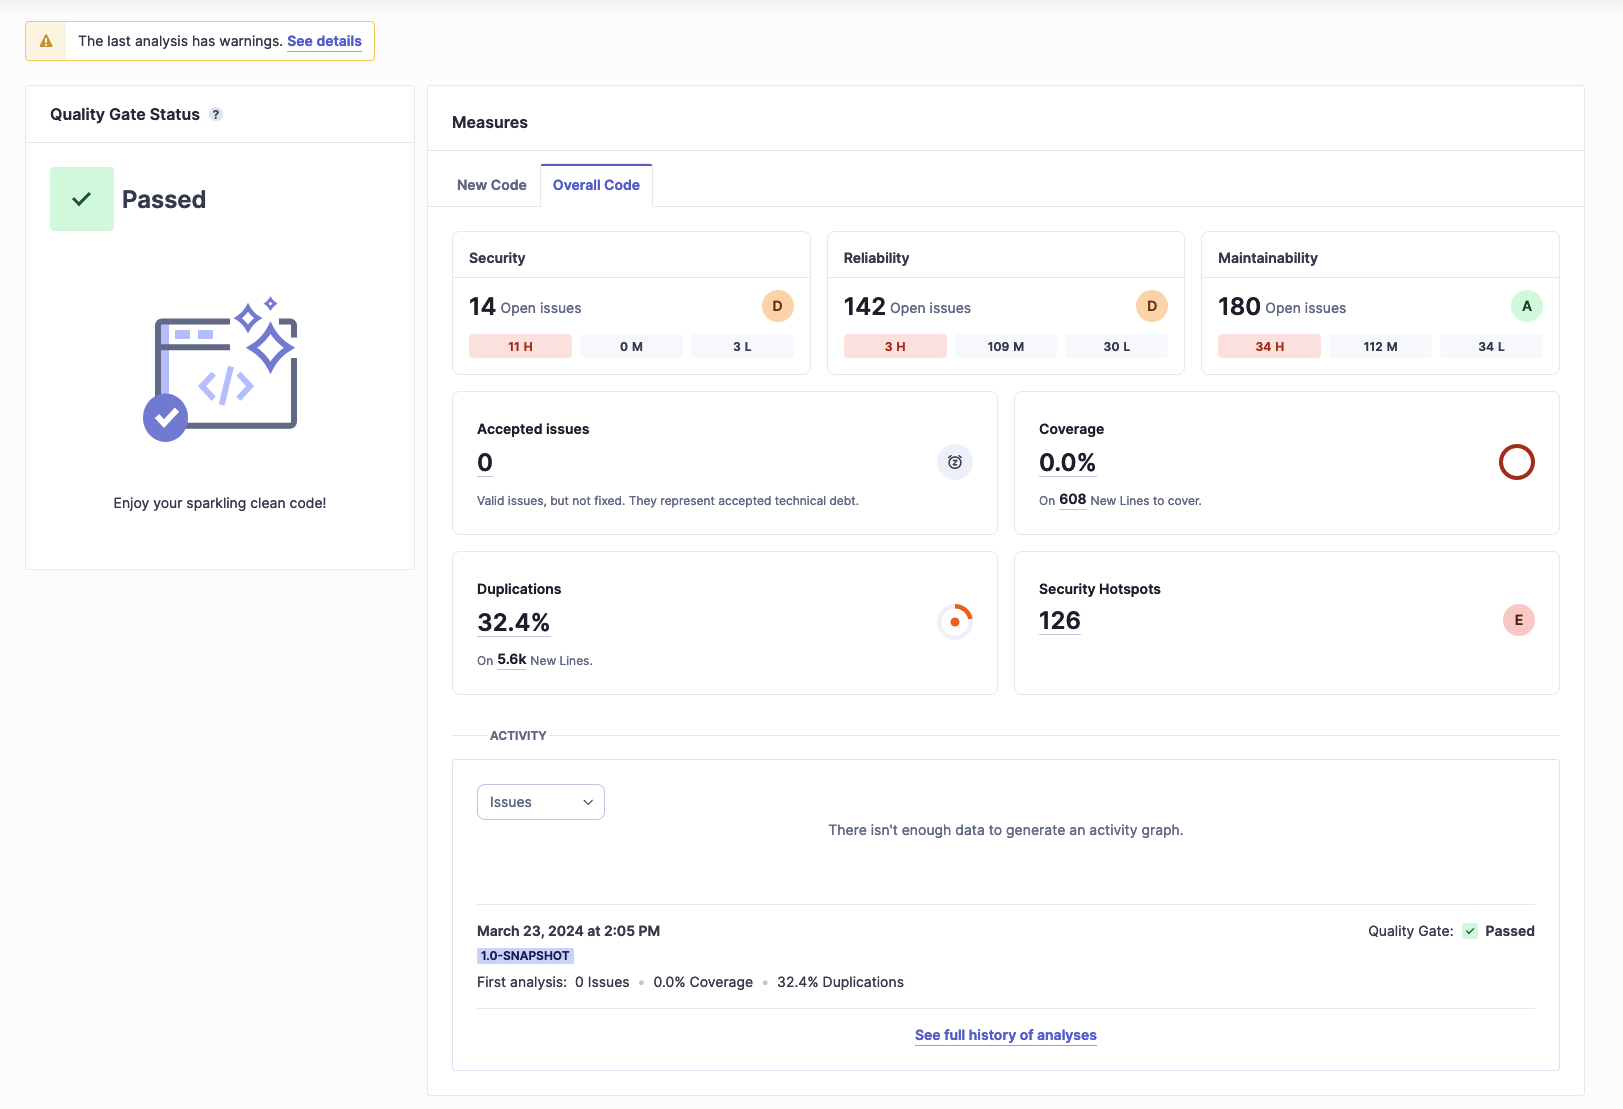 The last analysis has warnings. See details
Quality Gate Status ?
Passed
</>
Enjoy your sparkling clean code!
Measures
New Code
Overall Code
Security
14 Open issues
D
11 H
0 M
3 L
Reliability
142 Open issues
D
3 H
109 M
30 L
Maintainability
180 Open issues
A
34 H
112 M
34 L
Accepted issues
0
Valid issues, but not fixed. They represent accepted technical debt.
Coverage
0.0%
On 608 New Lines to cover.
Duplications
32.4%
On 5.6k New Lines.
Security Hotspots
126
E
ACTIVITY
Issues
There isn't enough data to generate an activity graph.
March 23, 2024 at 2:05 PM
Quality Gate: Passed
1.0-SNAPSHOT
First analysis: 0 Issues • 0.0% Coverage • 32.4% Duplications
See full history of analyses